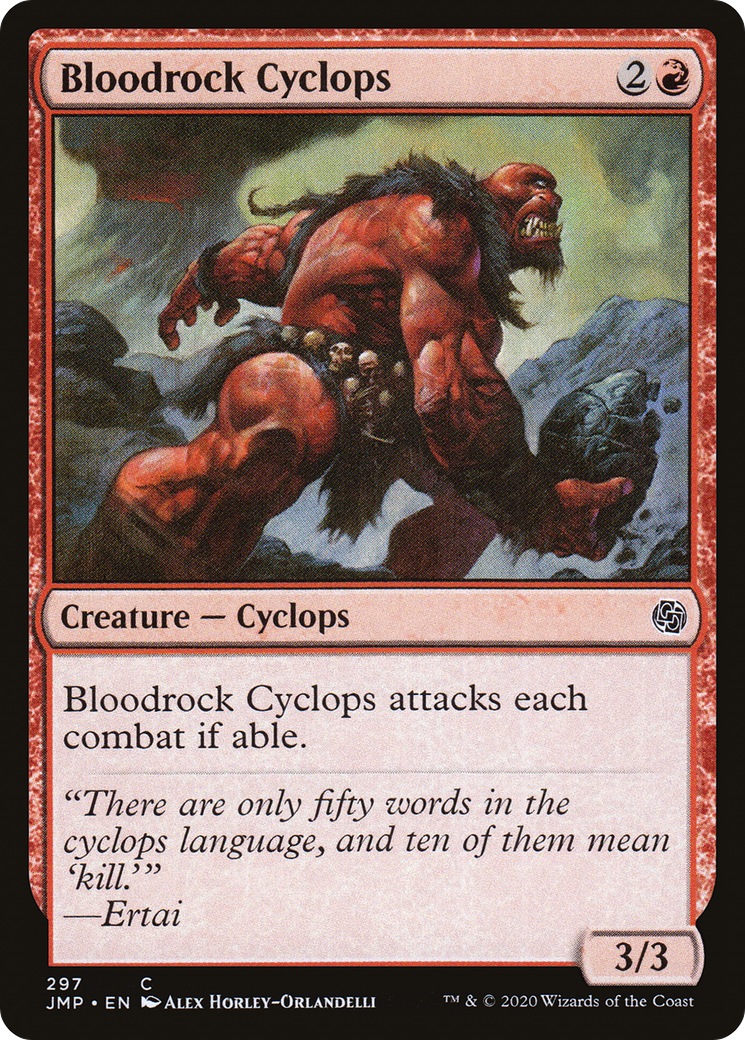 Bloodrock Cyclops 2
Creature — Cyclops
Bloodrock Cyclops attacks each
combat if able.
“There are only fifty words in the
cyclops language, and ten of them mean
‘kill.’”
—Ertai
3/3
297 C
JMP • EN Alex Horley-Orlandelli ™ & © 2020 Wizards of the Coast